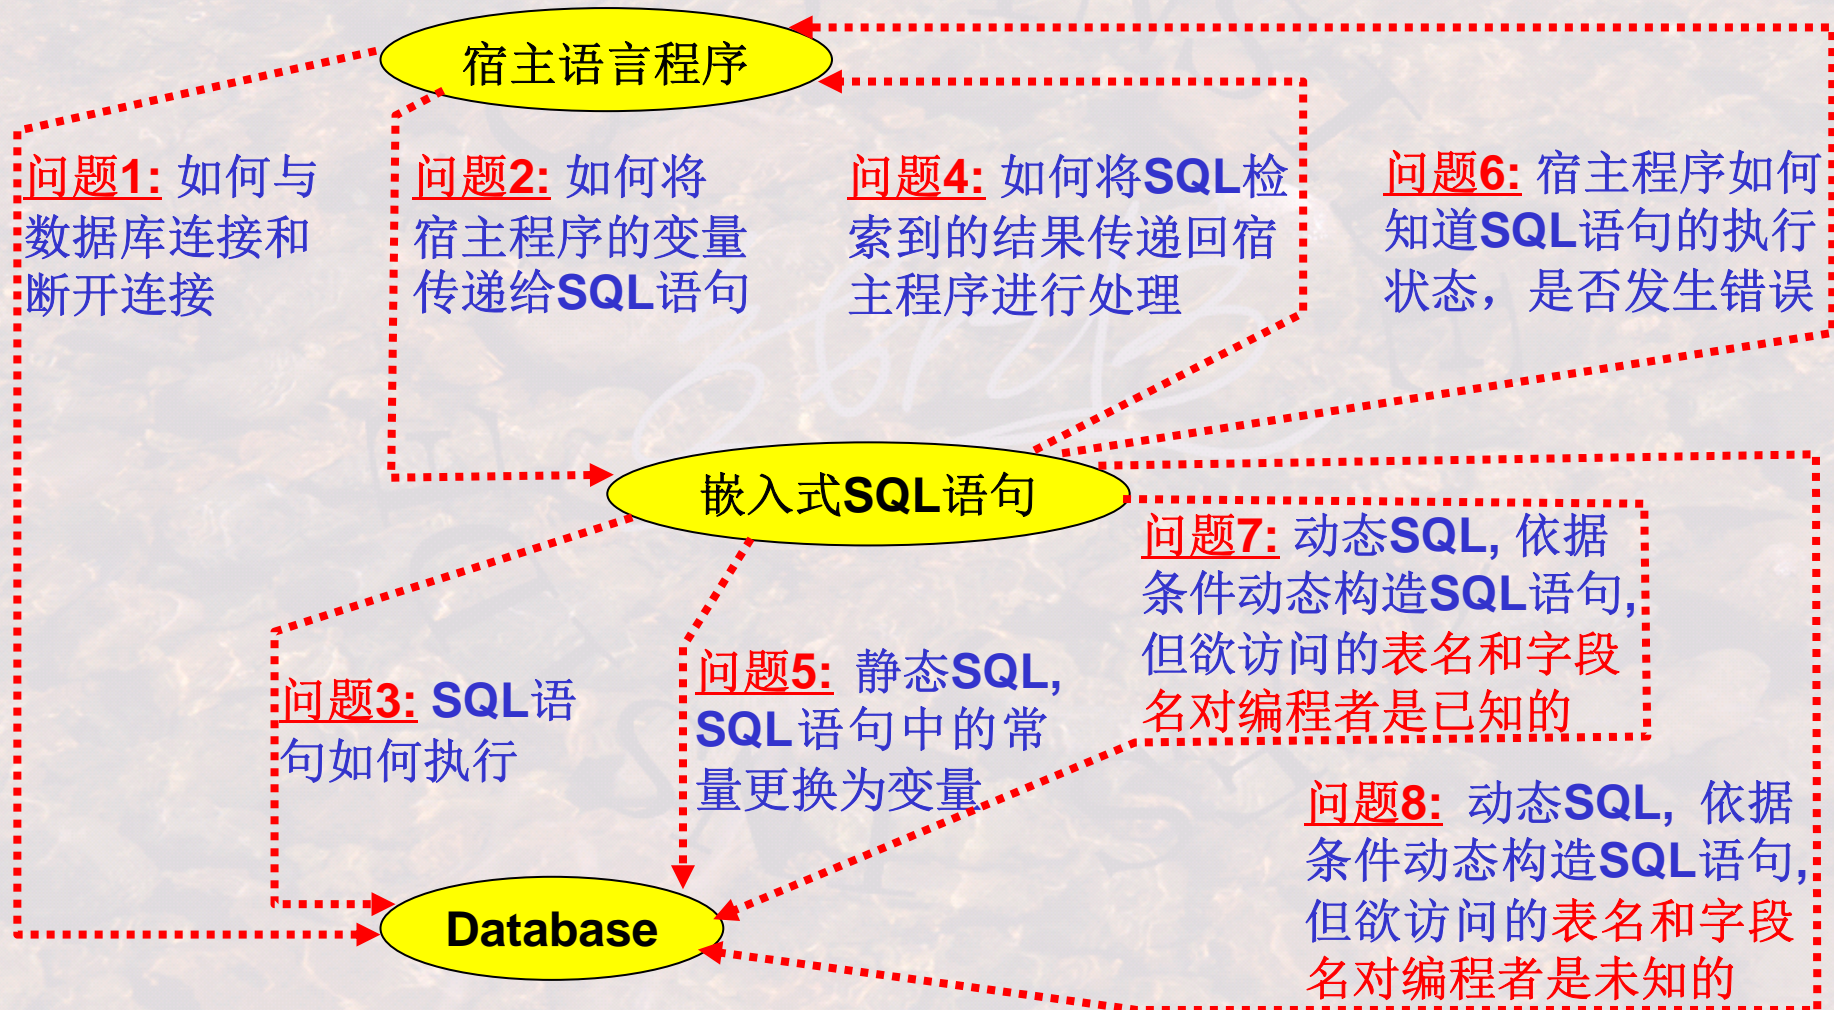 宿主语言程序
问题1: 如何与
数据库连接和
断开连接
问题2: 如何将
宿主程序的变量
传递给SQL语句
问题4: 如何将SQL检
索到的结果传递回宿
主程序进行处理
问题6: 宿主程序如何
知道SQL语句的执行
状态，是否发生错误
嵌入式SQL语句
问题3: SQL语
句如何执行
问题5: 静态SQL,
SQL语句中的常
量更换为变量
问题7: 动态SQL, 依据
条件动态构造SQL语句,
但欲访问的表名和字段
名对编程者是已知的
问题8: 动态SQL, 依据
条件动态构造SQL语句,
但欲访问的表名和字段
名对编程者是未知的
Database